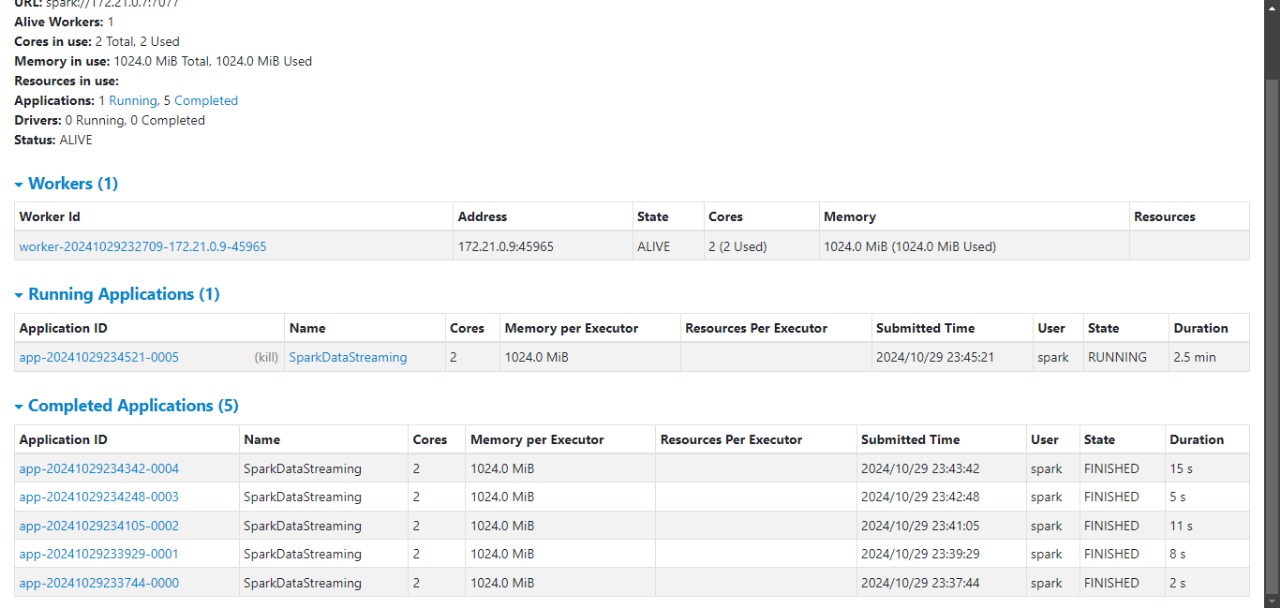 URL: spark://172.21.0.7:7077
Alive Workers: 1
Cores in use: 2 Total, 2 Used
Memory in use: 1024.0 MiB Total, 1024.0 MiB Used
Resources in use:
Applications: 1 Running, 5 Completed
Drivers: 0 Running, 0 Completed
Status: ALIVE
Workers (1)
Worker Id Address State Cores Memory Resources
worker-20241029232709-172.21.0.9-45965 172.21.0.9:45965 ALIVE 2 (2 Used) 1024.0 MiB (1024.0 MiB Used)
Running Applications (1)
Application ID Name Cores Memory per Executor Resources Per Executor Submitted Time User State Duration
app-20241029234521-0005 (kill) SparkDataStreaming 2 1024.0 MiB 2024/10/29 23:45:21 spark RUNNING 2.5 min
Completed Applications (5)
Application ID Name Cores Memory per Executor Resources Per Executor Submitted Time User State Duration
app-20241029234342-0004 SparkDataStreaming 2 1024.0 MiB 2024/10/29 23:43:42 spark FINISHED 15 s
app-20241029234248-0003 SparkDataStreaming 2 1024.0 MiB 2024/10/29 23:42:48 spark FINISHED 5 s
app-20241029234105-0002 SparkDataStreaming 2 1024.0 MiB 2024/10/29 23:41:05 spark FINISHED 11 s
app-20241029233929-0001 SparkDataStreaming 2 1024.0 MiB 2024/10/29 23:39:29 spark FINISHED 8 s
app-20241029233744-0000 SparkDataStreaming 2 1024.0 MiB 2024/10/29 23:37:44 spark FINISHED 2 s